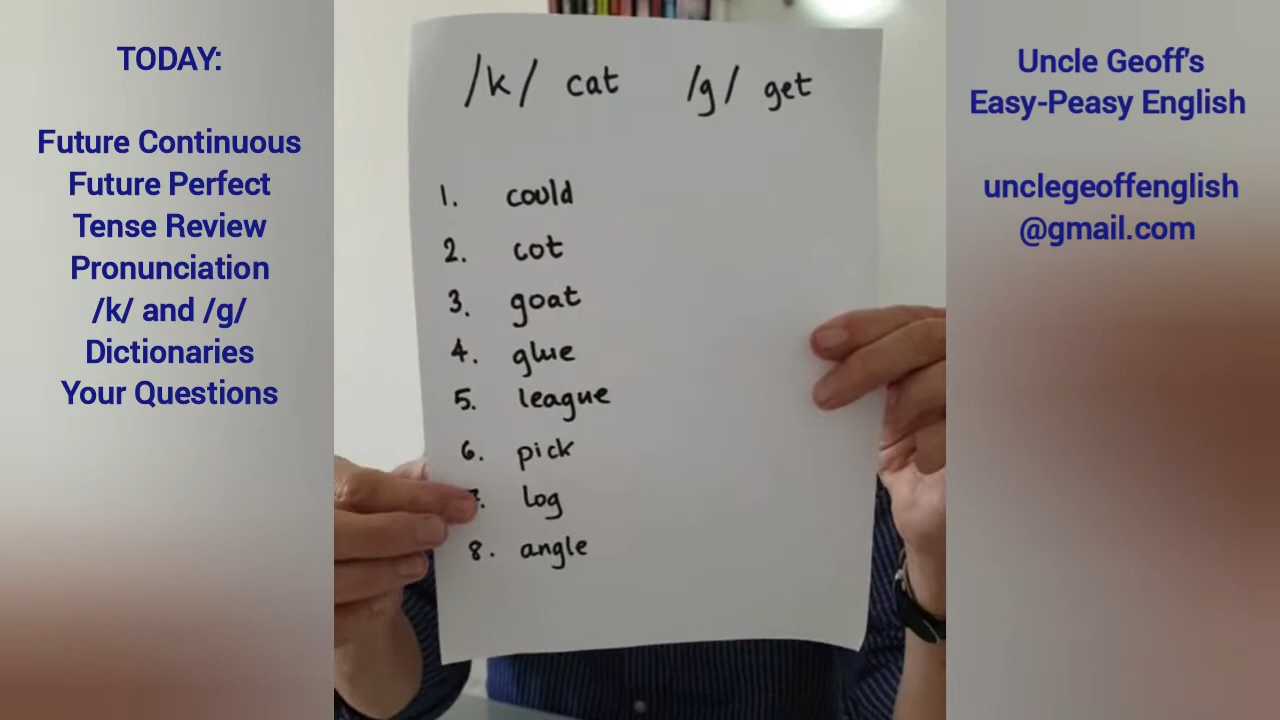 TODAY:
Future Continuous
Future Perfect
Tense Review
Pronunciation
/k/ and /g/
Dictionaries
Your Questions
/k/ cat /g/ get
1. could
2. cot
3. goat
4. glue
5. league
6. pick
7. log
8. angle
Uncle Geoff's
Easy-Peasy English
unclegeoffenglish
@gmail.com